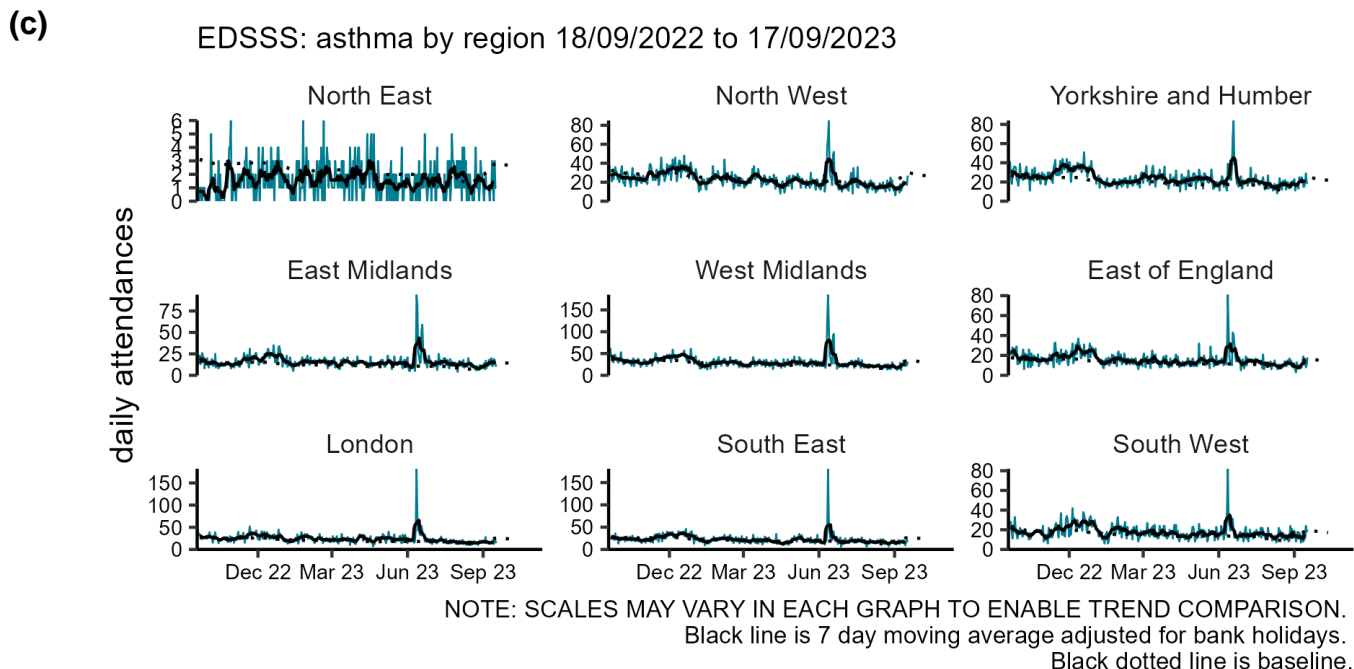 (c)
EDSSS: asthma by region 18/09/2022 to 17/09/2023
daily attendances
North East
6
5
4
3
2
1
0
North West
80
60
40
20
0
Yorkshire and Humber
80
60
40
20
0
East Midlands
75
50
25
0
West Midlands
150
100
50
0
East of England
80
60
40
20
0
London
150
100
50
0
South East
150
100
50
0
South West
80
60
40
20
0
Dec 22 Mar 23 Jun 23 Sep 23
Dec 22 Mar 23 Jun 23 Sep 23
Dec 22 Mar 23 Jun 23 Sep 23
NOTE: SCALES MAY VARY IN EACH GRAPH TO ENABLE TREND COMPARISON.
Black line is 7 day moving average adjusted for bank holidays.
Black dotted line is baseline.